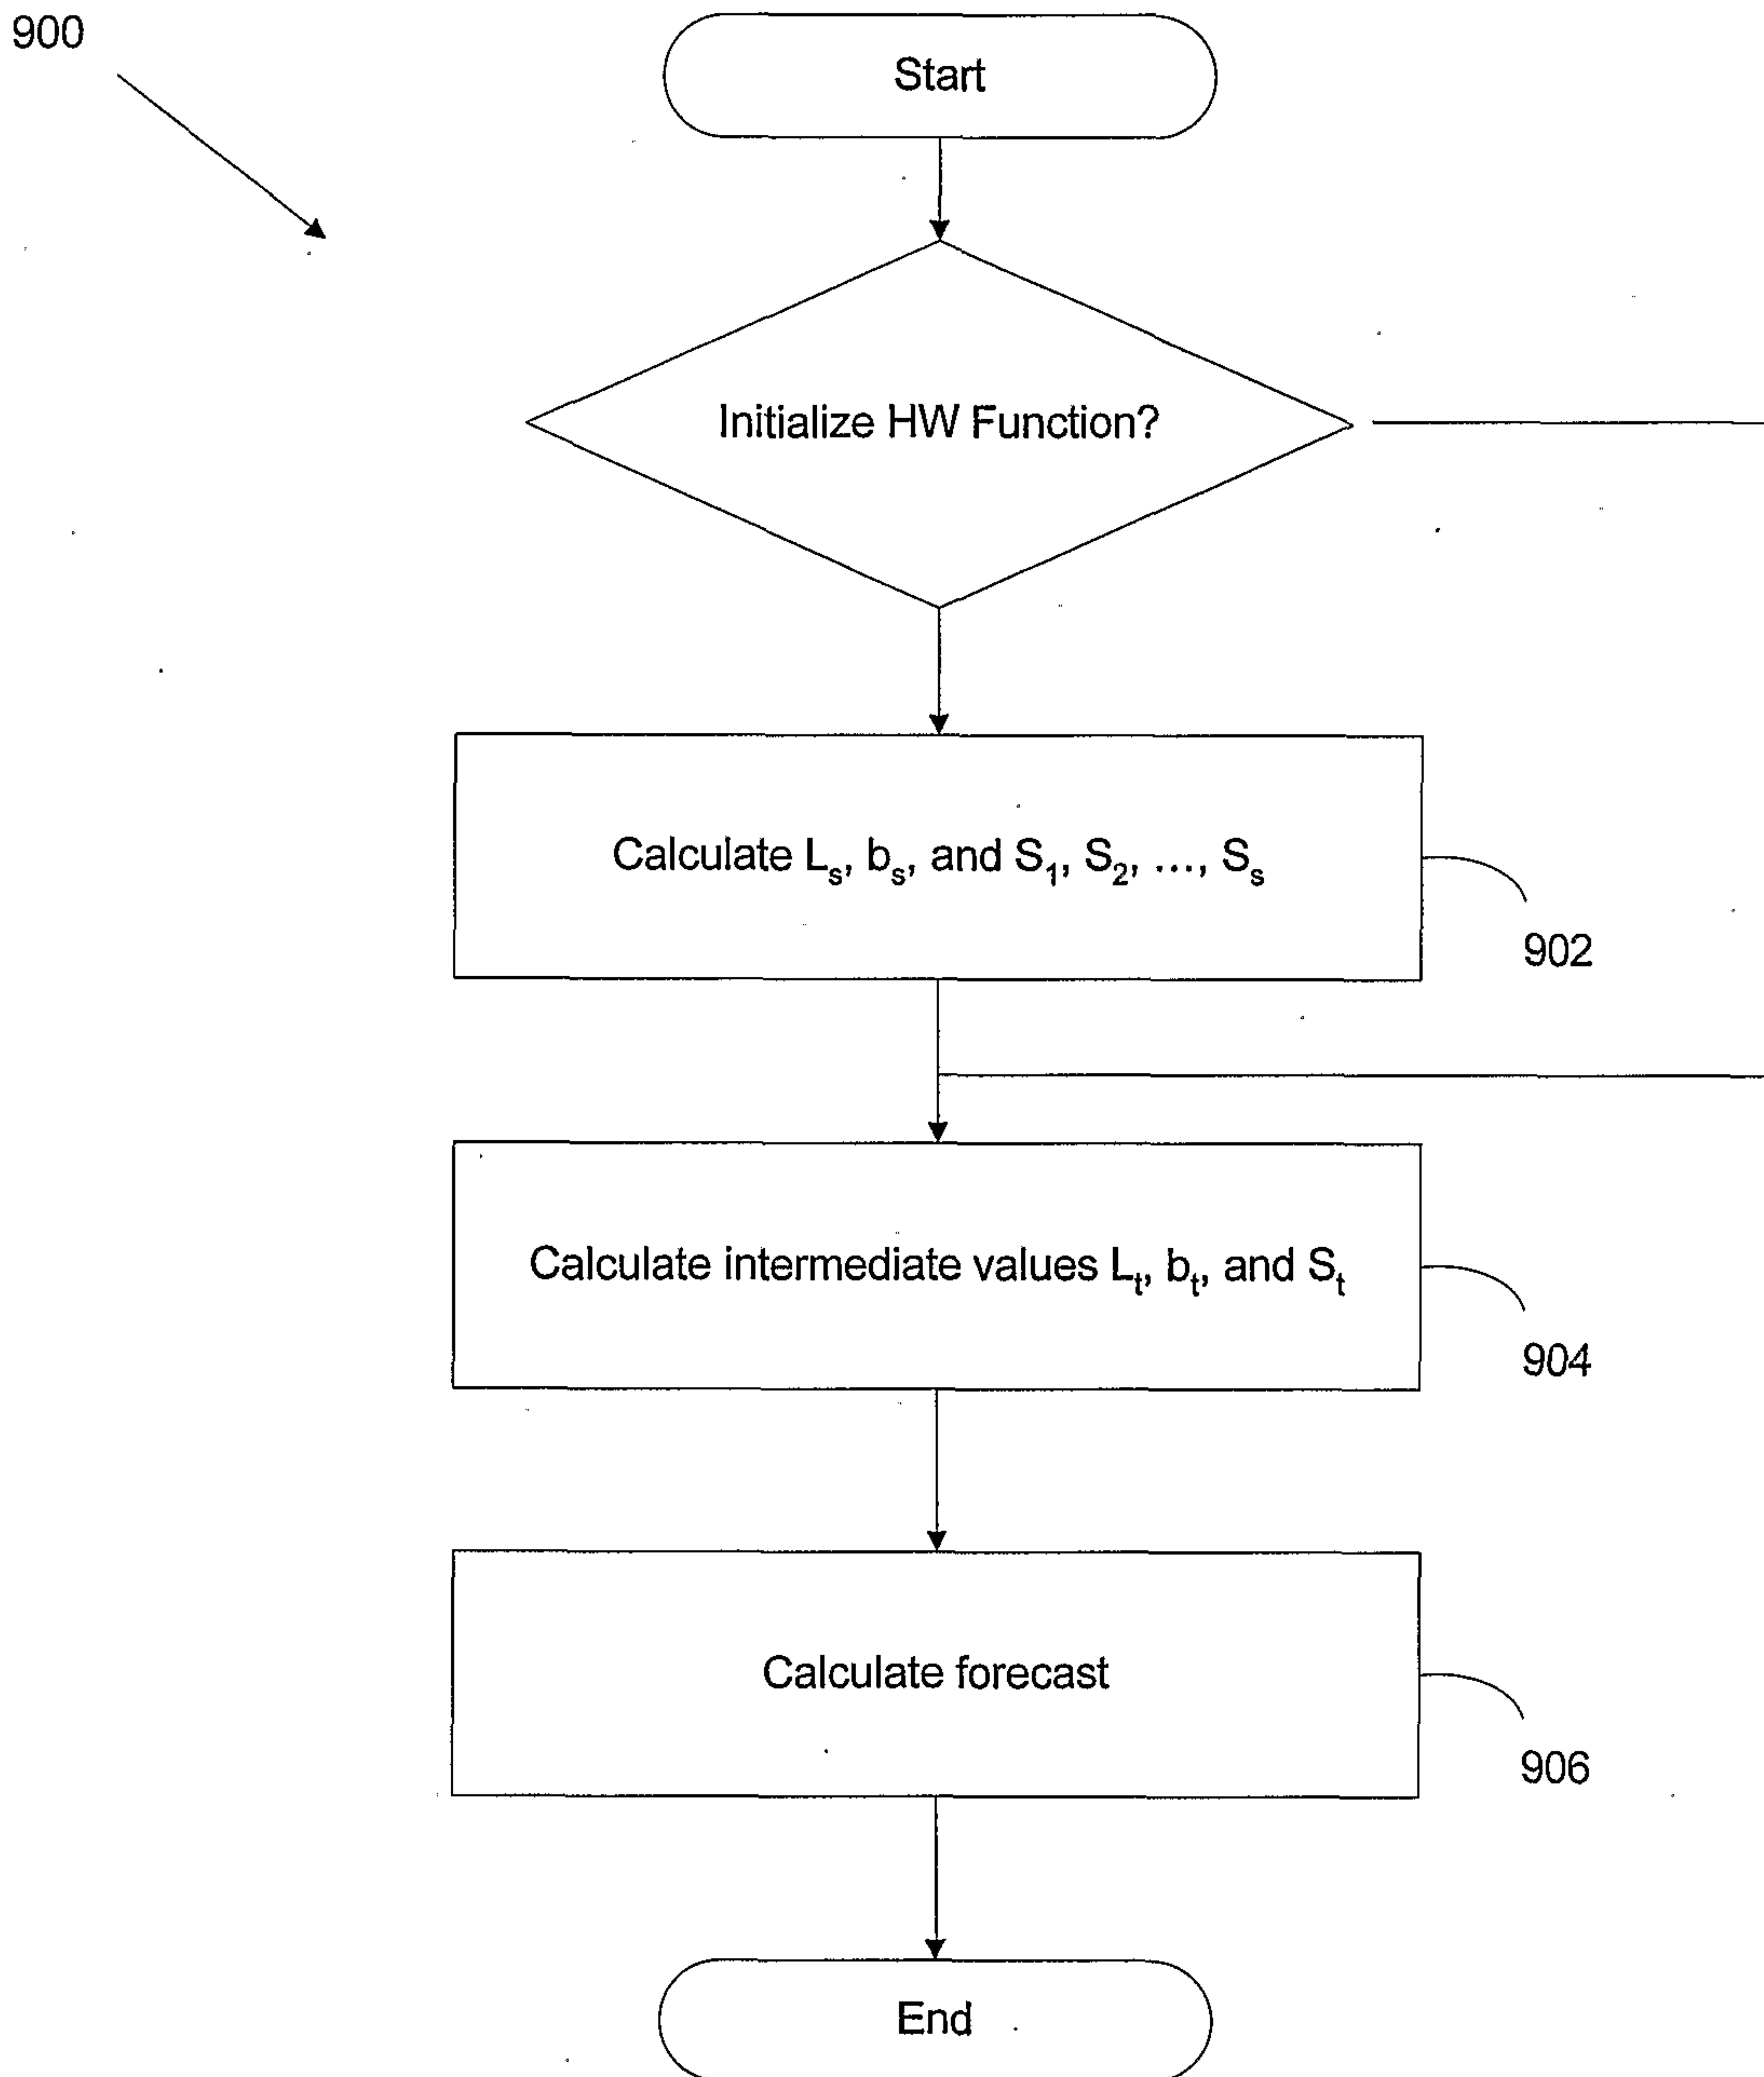 900
Start
Initialize HW Function?
Calculate Lₛ, bₛ, and S₁, S₂, ..., Sₛ
902
Calculate intermediate values Lₜ, bₜ, and Sₜ
904
Calculate forecast
906
End